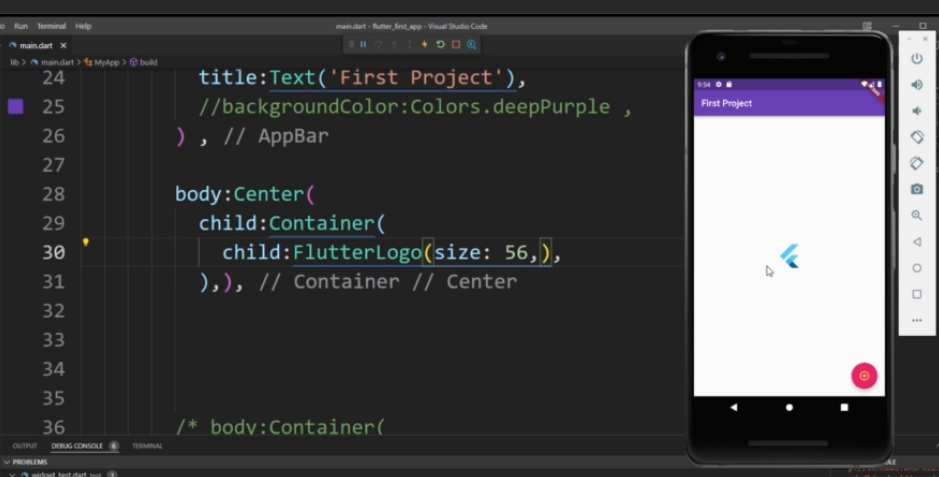 Run Terminal Help
main.dart - flutter_first_app - Visual Studio Code
main.dart
lib > main.dart > MyApp > build
24 title:Text('First Project'),
25 //backgroundColor:Colors.deepPurple ,
26 ) , // AppBar
27
28 body:Center(
29 child:Container(
30 child:FlutterLogo(size: 56,),
31 ),), // Container // Center
32
33
34
35
36 /* body:Container(
OUTPUT DEBUG CONSOLE 6 TERMINAL
PROBLEMS
widget_test.dart test
9:54
First Project